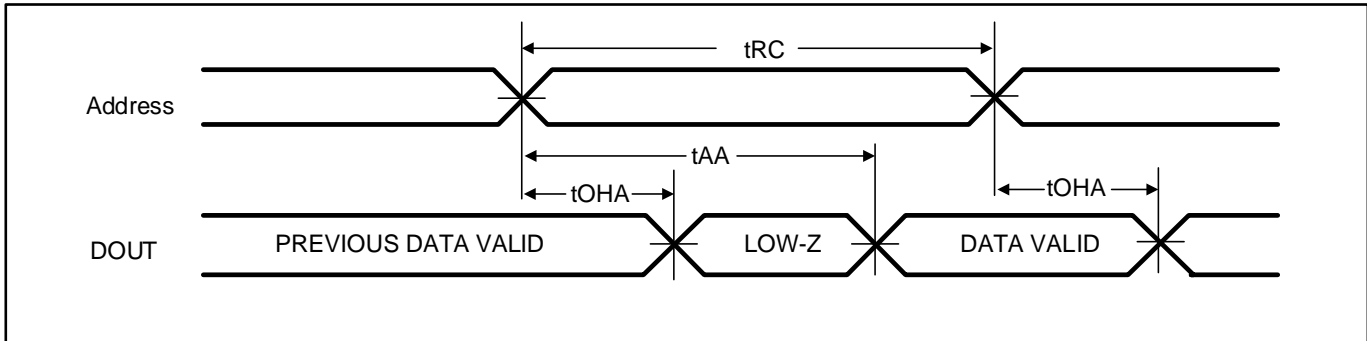 tRC
Address
tAA
tOHA
tOHA
DOUT
PREVIOUS DATA VALID
LOW-Z
DATA VALID